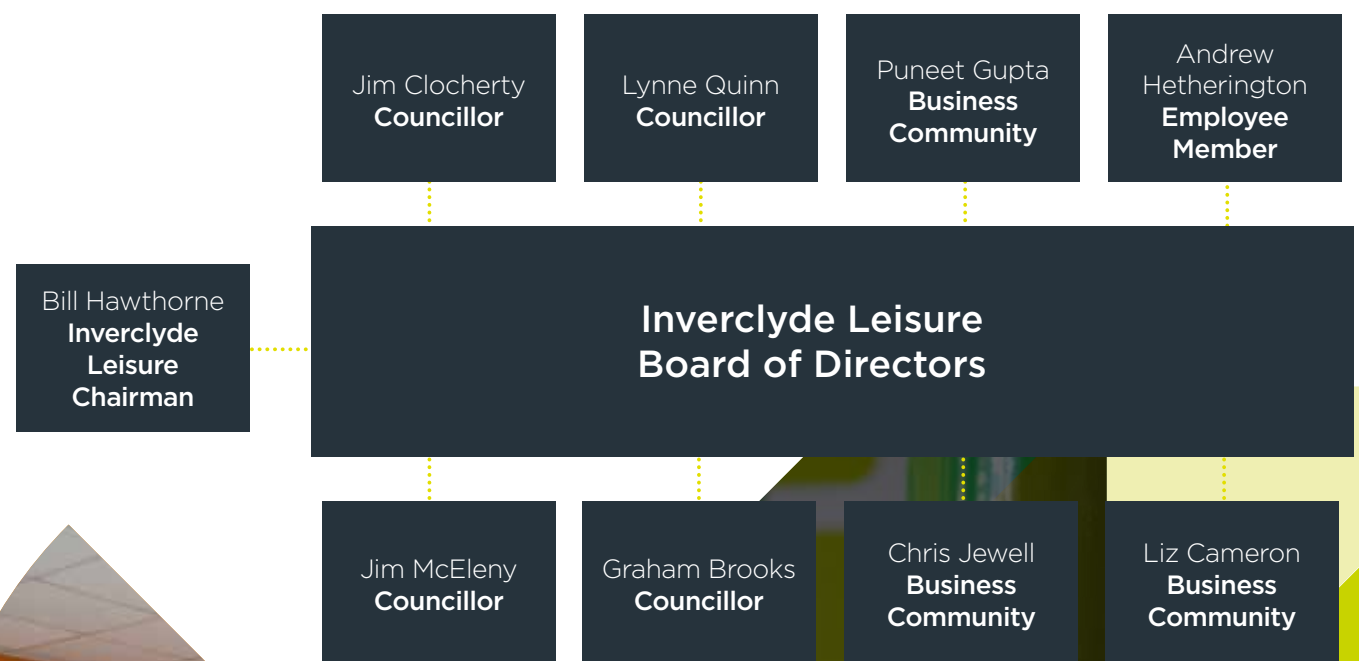 Jim Clocherty
Councillor
Lynne Quinn
Councillor
Puneet Gupta
Business
Community
Andrew
Hetherington
Employee
Member
Bill Hawthorne
Inverclyde
Leisure
Chairman
Inverclyde Leisure
Board of Directors
Jim McEleny
Councillor
Graham Brooks
Councillor
Chris Jewell
Business
Community
Liz Cameron
Business
Community